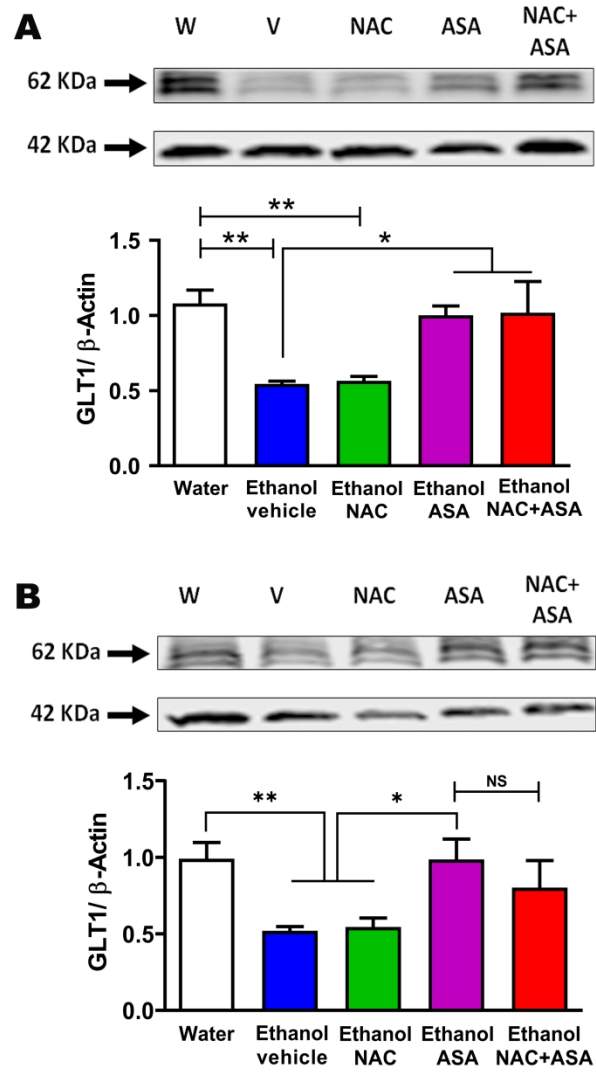 A
W V NAC ASA NAC+
ASA
62 KDa
42 KDa
**
** *
1.5
1.0
0.5
0.0
GLT1/ β-Actin
Water Ethanol vehicle Ethanol NAC Ethanol ASA Ethanol NAC+ASA
B
W V NAC ASA NAC+
ASA
62 KDa
42 KDa
** * NS
1.5
1.0
0.5
0.0
GLT1/ β-Actin
Water Ethanol vehicle Ethanol NAC Ethanol ASA Ethanol NAC+ASA